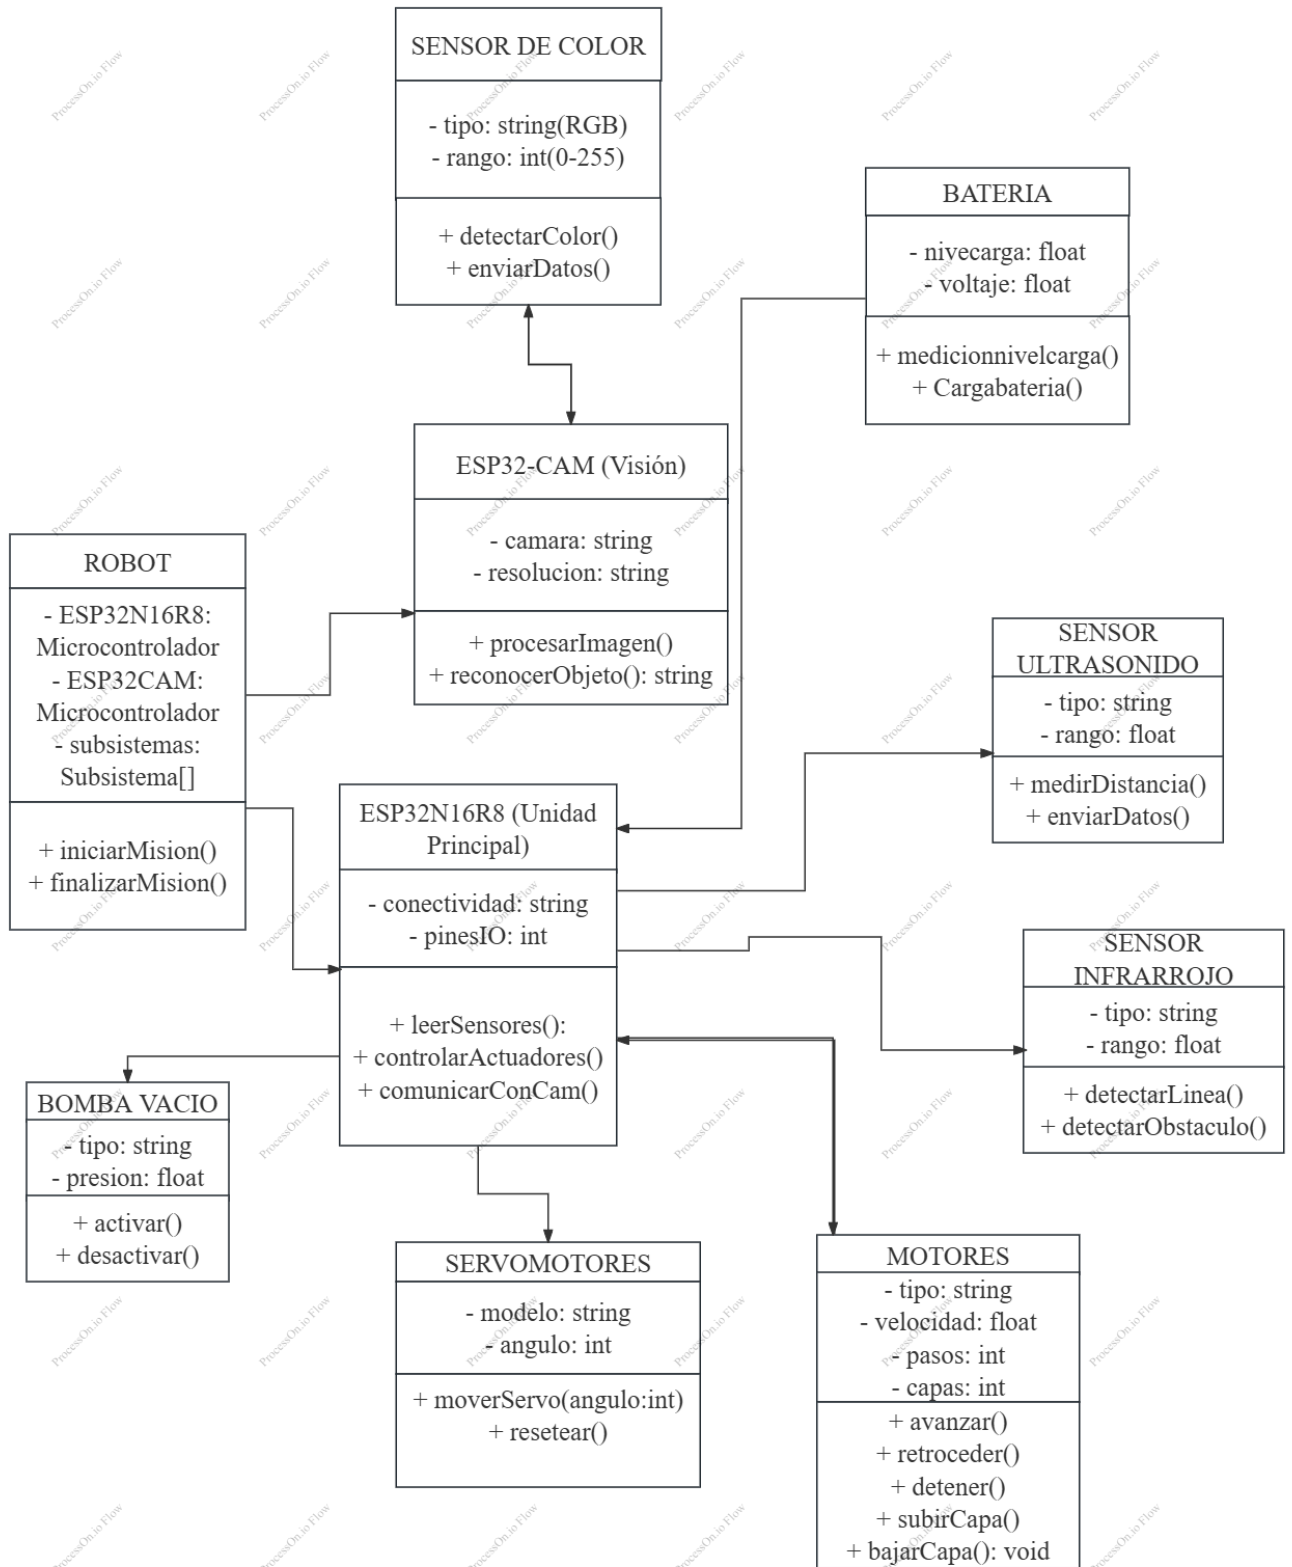 SENSOR DE COLOR
- tipo: string(RGB)
- rango: int(0-255)
+ detectarColor()
+ enviarDatos()
BATERIA
- nivecarga: float
- voltaje: float
+ medicionnivelcarga()
+ Cargabateria()
ESP32-CAM (Visión)
- camara: string
- resolucion: string
+ procesarImagen()
+ reconocerObjeto(): string
ROBOT
- ESP32N16R8:
Microcontrolador
- ESP32CAM:
Microcontrolador
- subsistemas:
Subsistema[]
+ iniciarMision()
+ finalizarMision()
SENSOR
ULTRASONIDO
- tipo: string
- rango: float
+ medirDistancia()
+ enviarDatos()
ESP32N16R8 (Unidad
Principal)
- conectividad: string
- pinesIO: int
+ leerSensores():
+ controlarActuadores()
+ comunicarConCam()
SENSOR
INFRARROJO
- tipo: string
- rango: float
+ detectarLinea()
+ detectarObstaculo()
BOMBA VACIO
- tipo: string
- presion: float
+ activar()
+ desactivar()
SERVOMOTORES
- modelo: string
- angulo: int
+ moverServo(angulo:int)
+ resetear()
MOTORES
- tipo: string
- velocidad: float
- pasos: int
- capas: int
+ avanzar()
+ retroceder()
+ detener()
+ subirCapa()
+ bajarCapa(): void
ProcessOn.io Flow